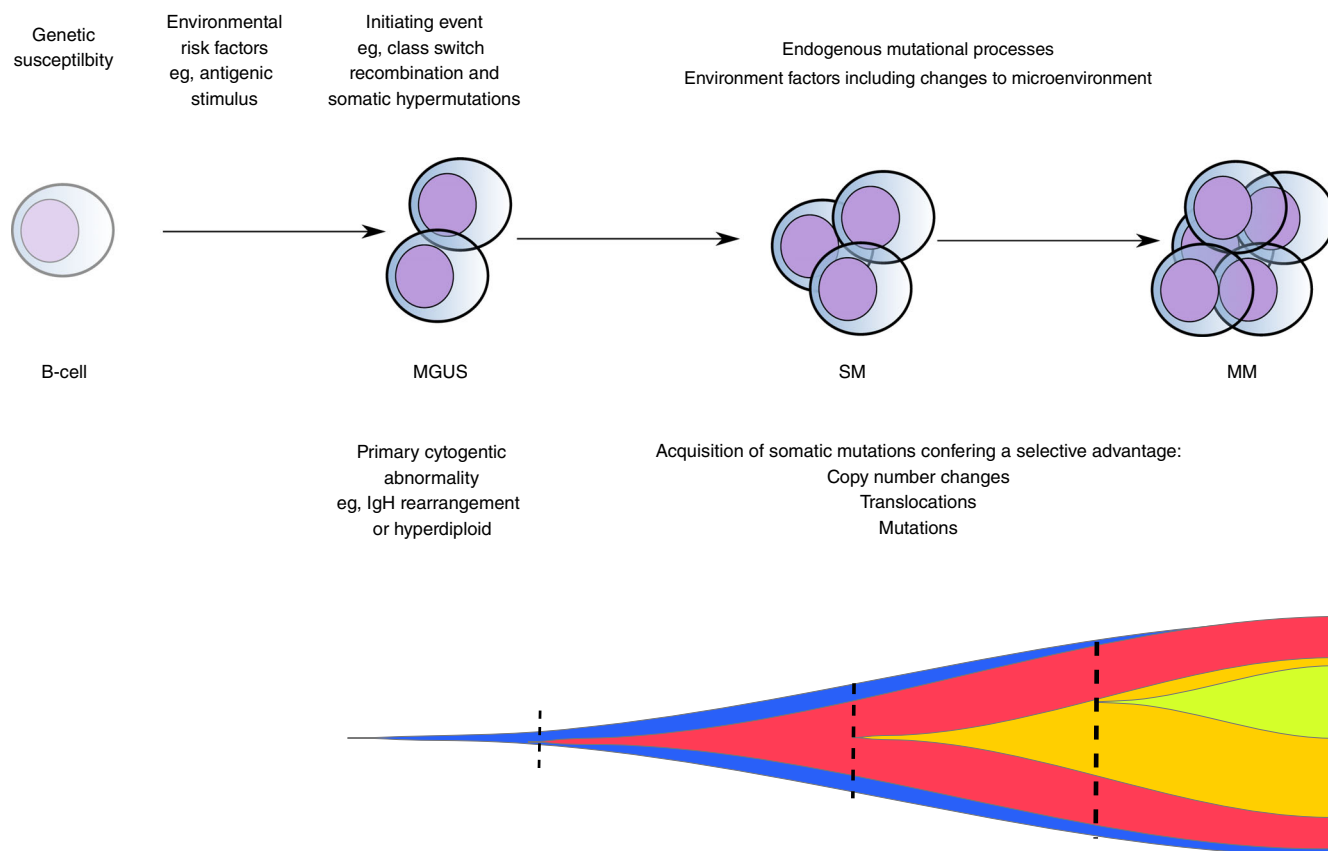 Genetic
susceptilbity
Environmental
risk factors
eg, antigenic
stimulus
Initiating event
eg, class switch
recombination and
somatic hypermutations
Endogenous mutational processes
Environment factors including changes to microenvironment
B-cell
MGUS
SM
MM
Primary cytogentic
abnormality
eg, IgH rearrangement
or hyperdiploid
Acquisition of somatic mutations confering a selective advantage:
Copy number changes
Translocations
Mutations